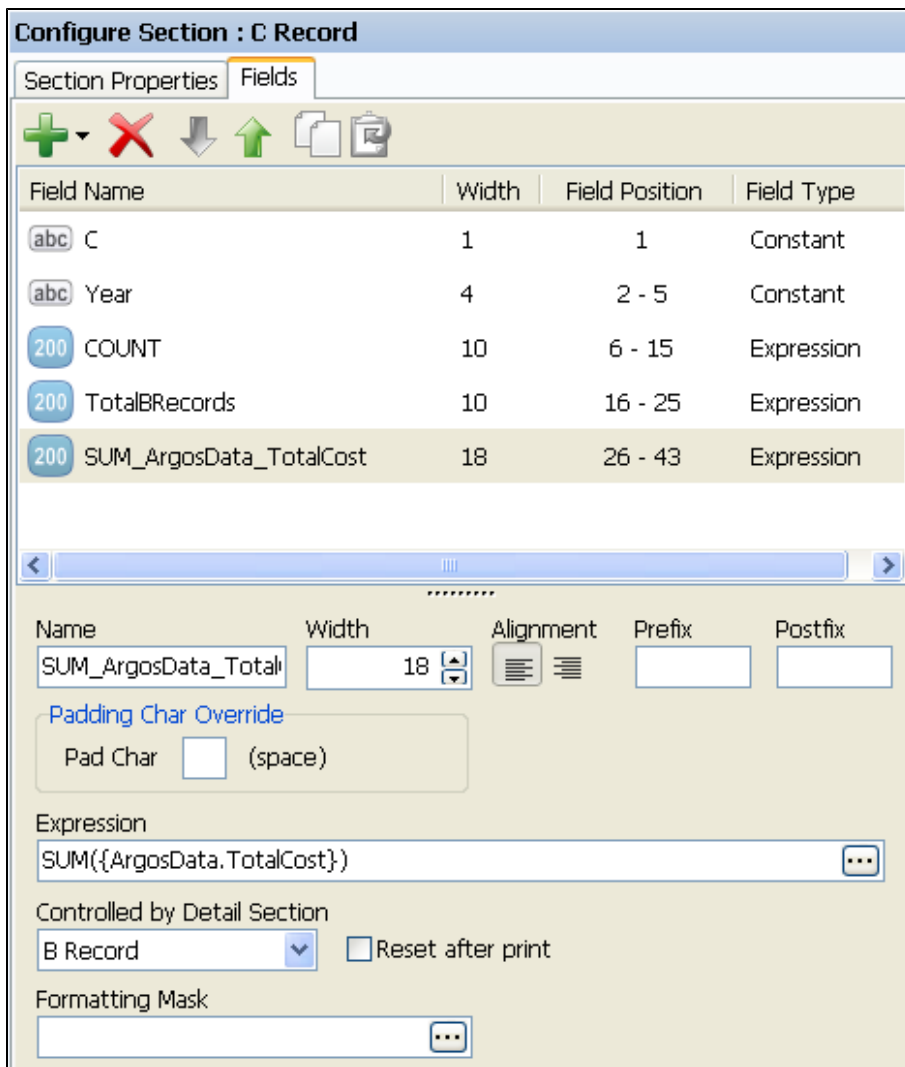 Configure Section : C Record
Section Properties Fields
Field Name Width Field Position Field Type
abc C 1 1 Constant
abc Year 4 2 - 5 Constant
200 COUNT 10 6 - 15 Expression
200 TotalBRecords 10 16 - 25 Expression
200 SUM_ArgosData_TotalCost 18 26 - 43 Expression
Name Width Alignment Prefix Postfix
SUM_ArgosData_Total 18
Padding Char Override
Pad Char (space)
Expression
SUM({ArgosData.TotalCost})
Controlled by Detail Section
B Record Reset after print
Formatting Mask